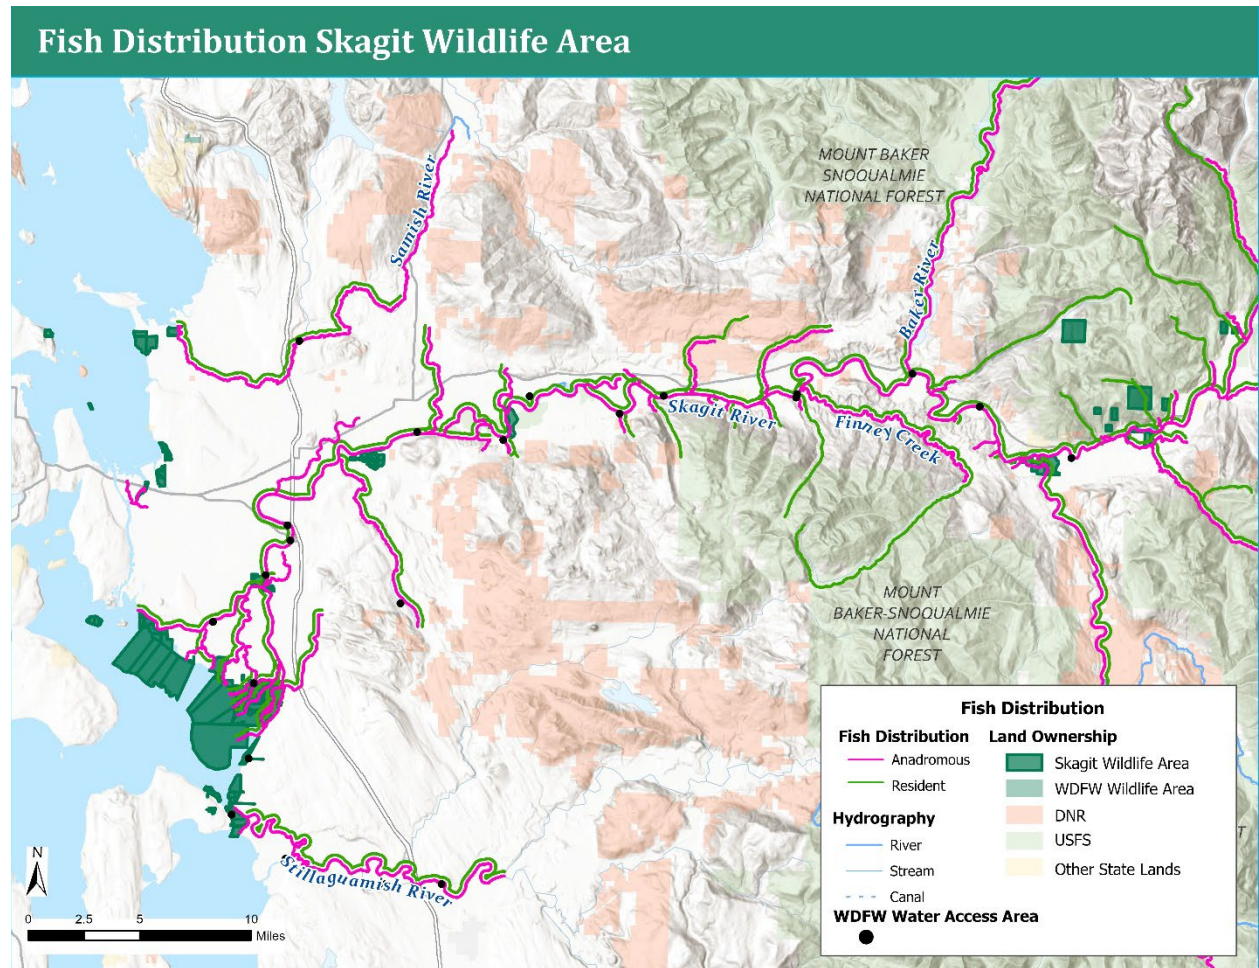 Fish Distribution Skagit Wildlife Area
MOUNT BAKER
SNOQUALMIE
NATIONAL FOREST
Samish River
Baker River
Skagit River
Finney Creek
MOUNT
BAKER-SNOQUALMIE
NATIONAL
FOREST
Stillaguamish River
N
0 2.5 5 10
Miles
Fish Distribution
Fish Distribution
Anadromous
Resident
Hydrography
River
Stream
Canal
WDFW Water Access Area
Land Ownership
Skagit Wildlife Area
WDFW Wildlife Area
DNR
USFS
Other State Lands